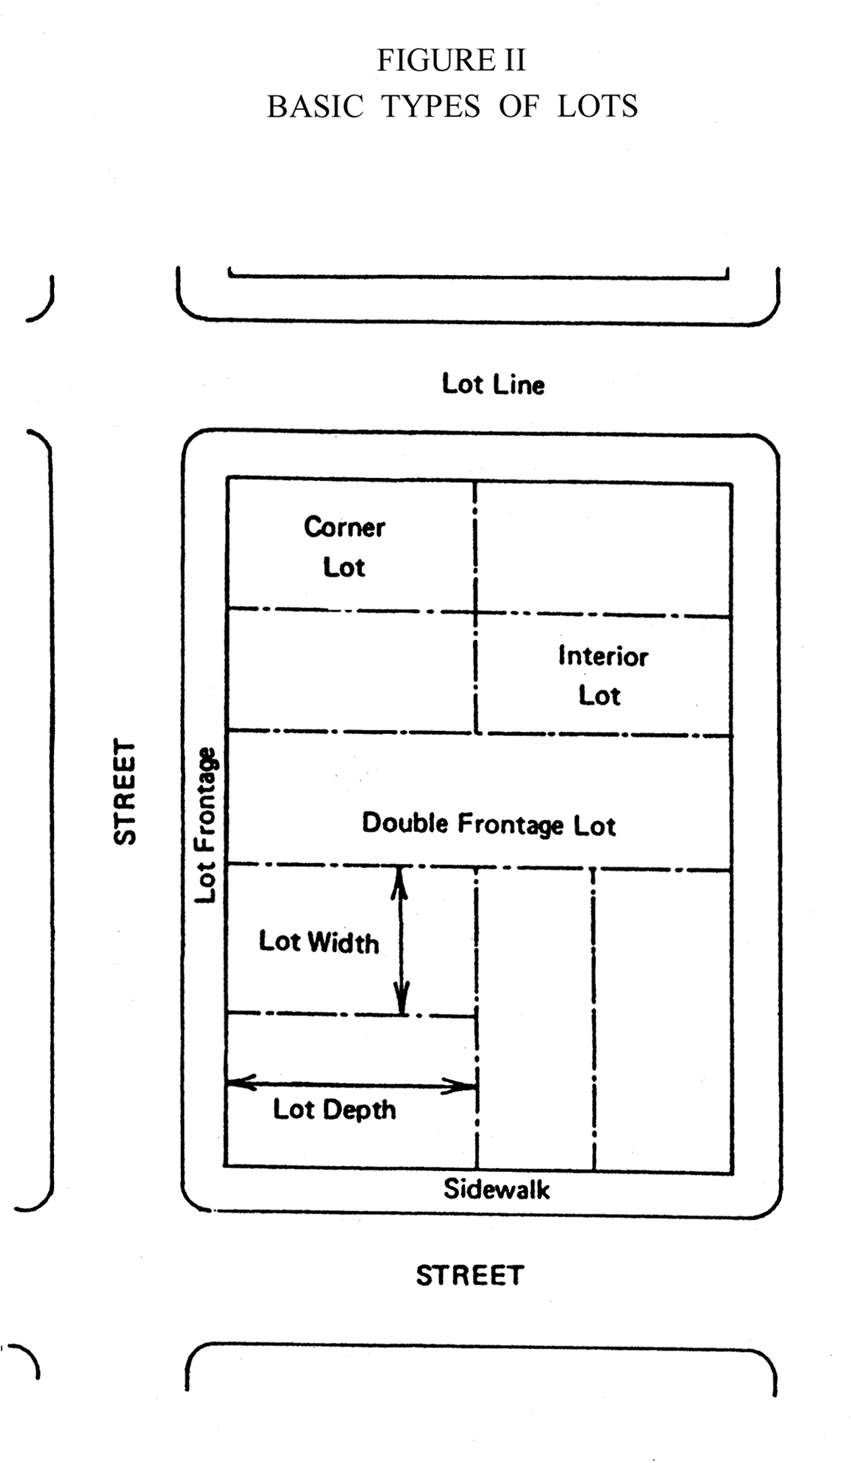 FIGURE II
BASIC TYPES OF LOTS
Lot Line
Corner
Lot
Interior
Lot
STREET
Lot Frontage
Double Frontage Lot
Lot Width
Lot Depth
Sidewalk
STREET